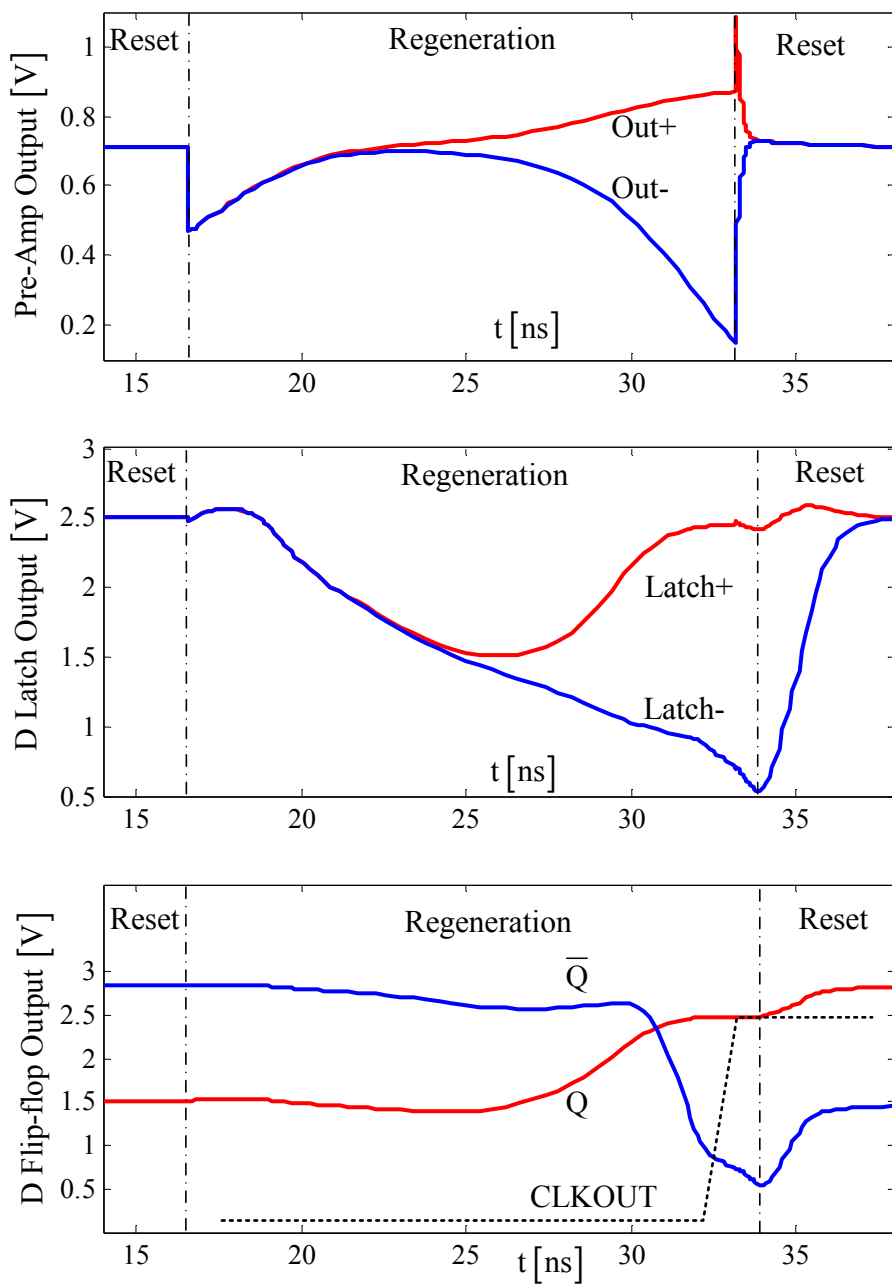 Pre-Amp Output [V]
1
0.8
0.6
0.4
0.2
Reset
Regeneration
Reset
Out+
Out-
t [ns]
15 20 25 30 35
D Latch Output [V]
3
2.5
2
1.5
1
0.5
Reset
Regeneration
Reset
Latch+
Latch-
t [ns]
15 20 25 30 35
D Flip-flop Output [V]
3
2.5
2
1.5
1
0.5
Reset
Regeneration
Reset
Q̅
Q
CLKOUT
15 20 25 30 35
t [ns]